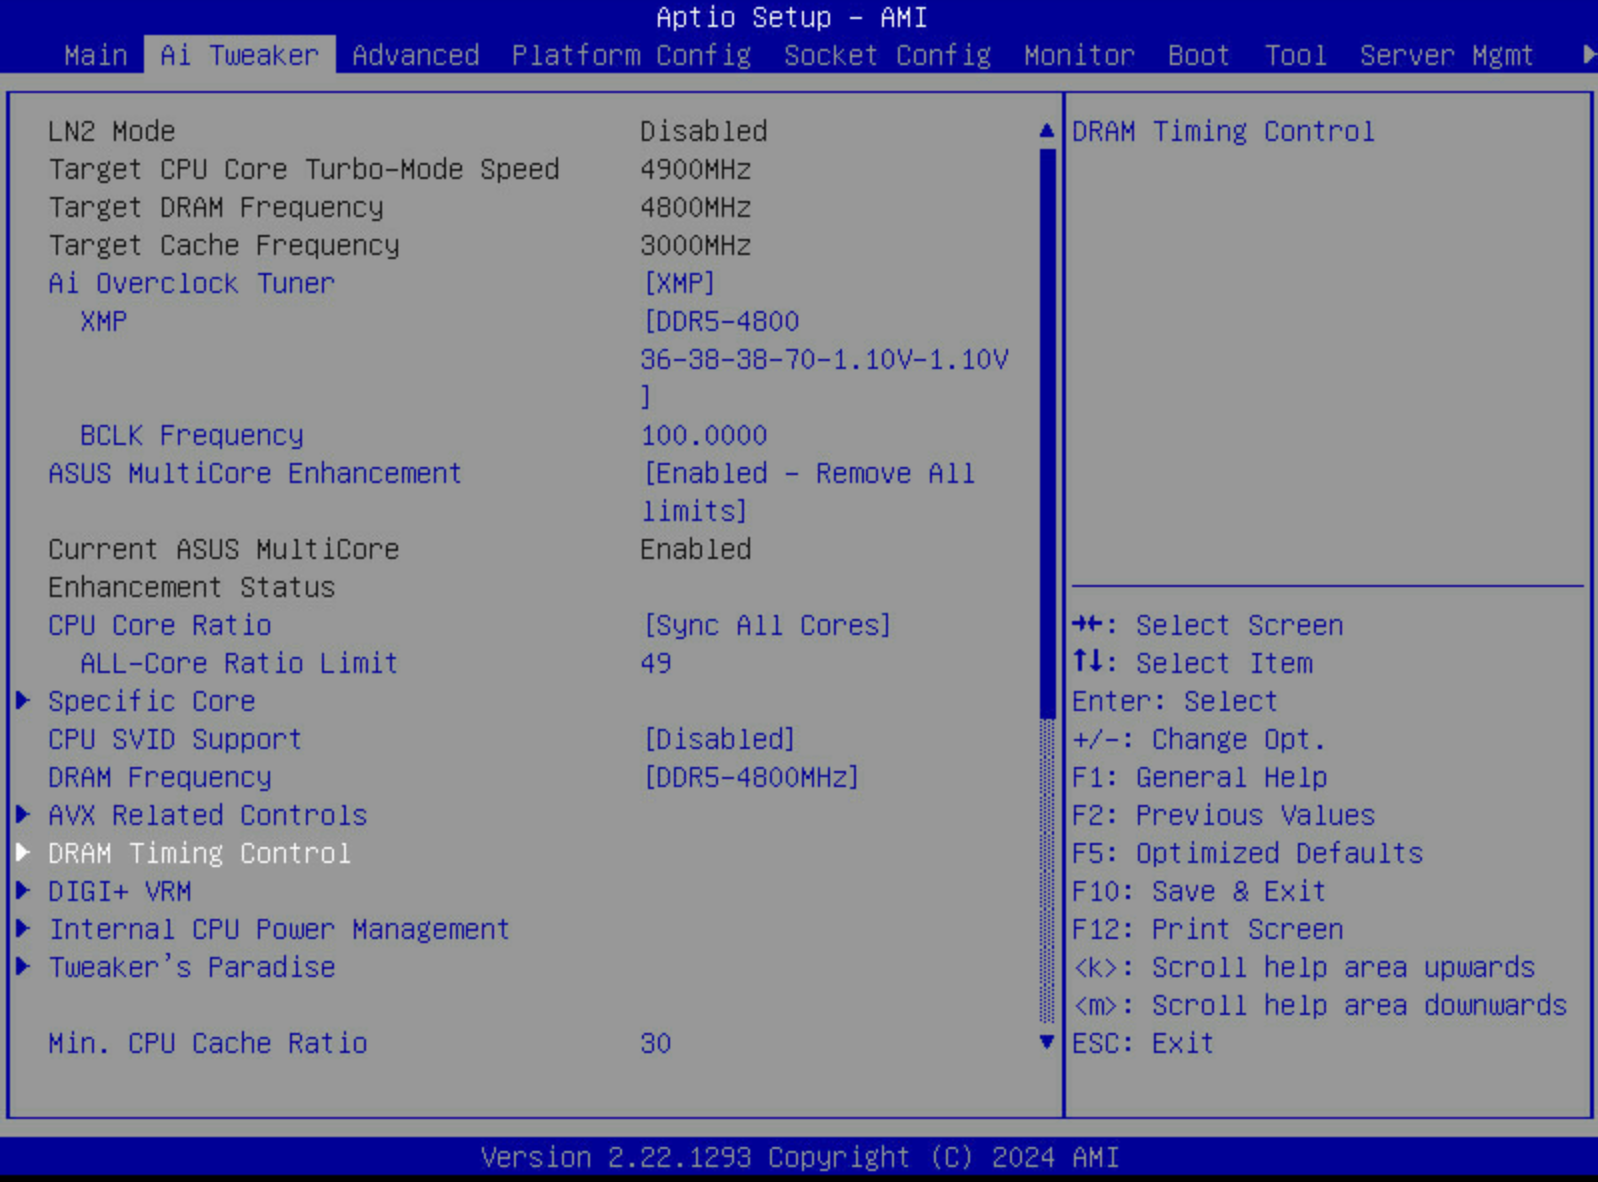 Aptio Setup - AMI
Main Ai Tweaker Advanced Platform Config Socket Config Monitor Boot Tool Server Mgmt
LN2 Mode Disabled
Target CPU Core Turbo-Mode Speed 4900MHz
Target DRAM Frequency 4800MHz
Target Cache Frequency 3000MHz
Ai Overclock Tuner [XMP]
XMP [DDR5-4800
36-38-38-70-1.10V-1.10V
]
BCLK Frequency 100.0000
ASUS MultiCore Enhancement [Enabled - Remove All
limits]
Current ASUS MultiCore Enabled
Enhancement Status
CPU Core Ratio [Sync All Cores]
ALL-Core Ratio Limit 49
Specific Core
CPU SVID Support [Disabled]
DRAM Frequency [DDR5-4800MHz]
AVX Related Controls
DRAM Timing Control
DIGI+ VRM
Internal CPU Power Management
Tweaker's Paradise
Min. CPU Cache Ratio 30
DRAM Timing Control
→←: Select Screen
↑↓: Select Item
Enter: Select
+/-: Change Opt.
F1: General Help
F2: Previous Values
F5: Optimized Defaults
F10: Save & Exit
F12: Print Screen
<k>: Scroll help area upwards
<m>: Scroll help area downwards
ESC: Exit
Version 2.22.1293 Copyright (C) 2024 AMI